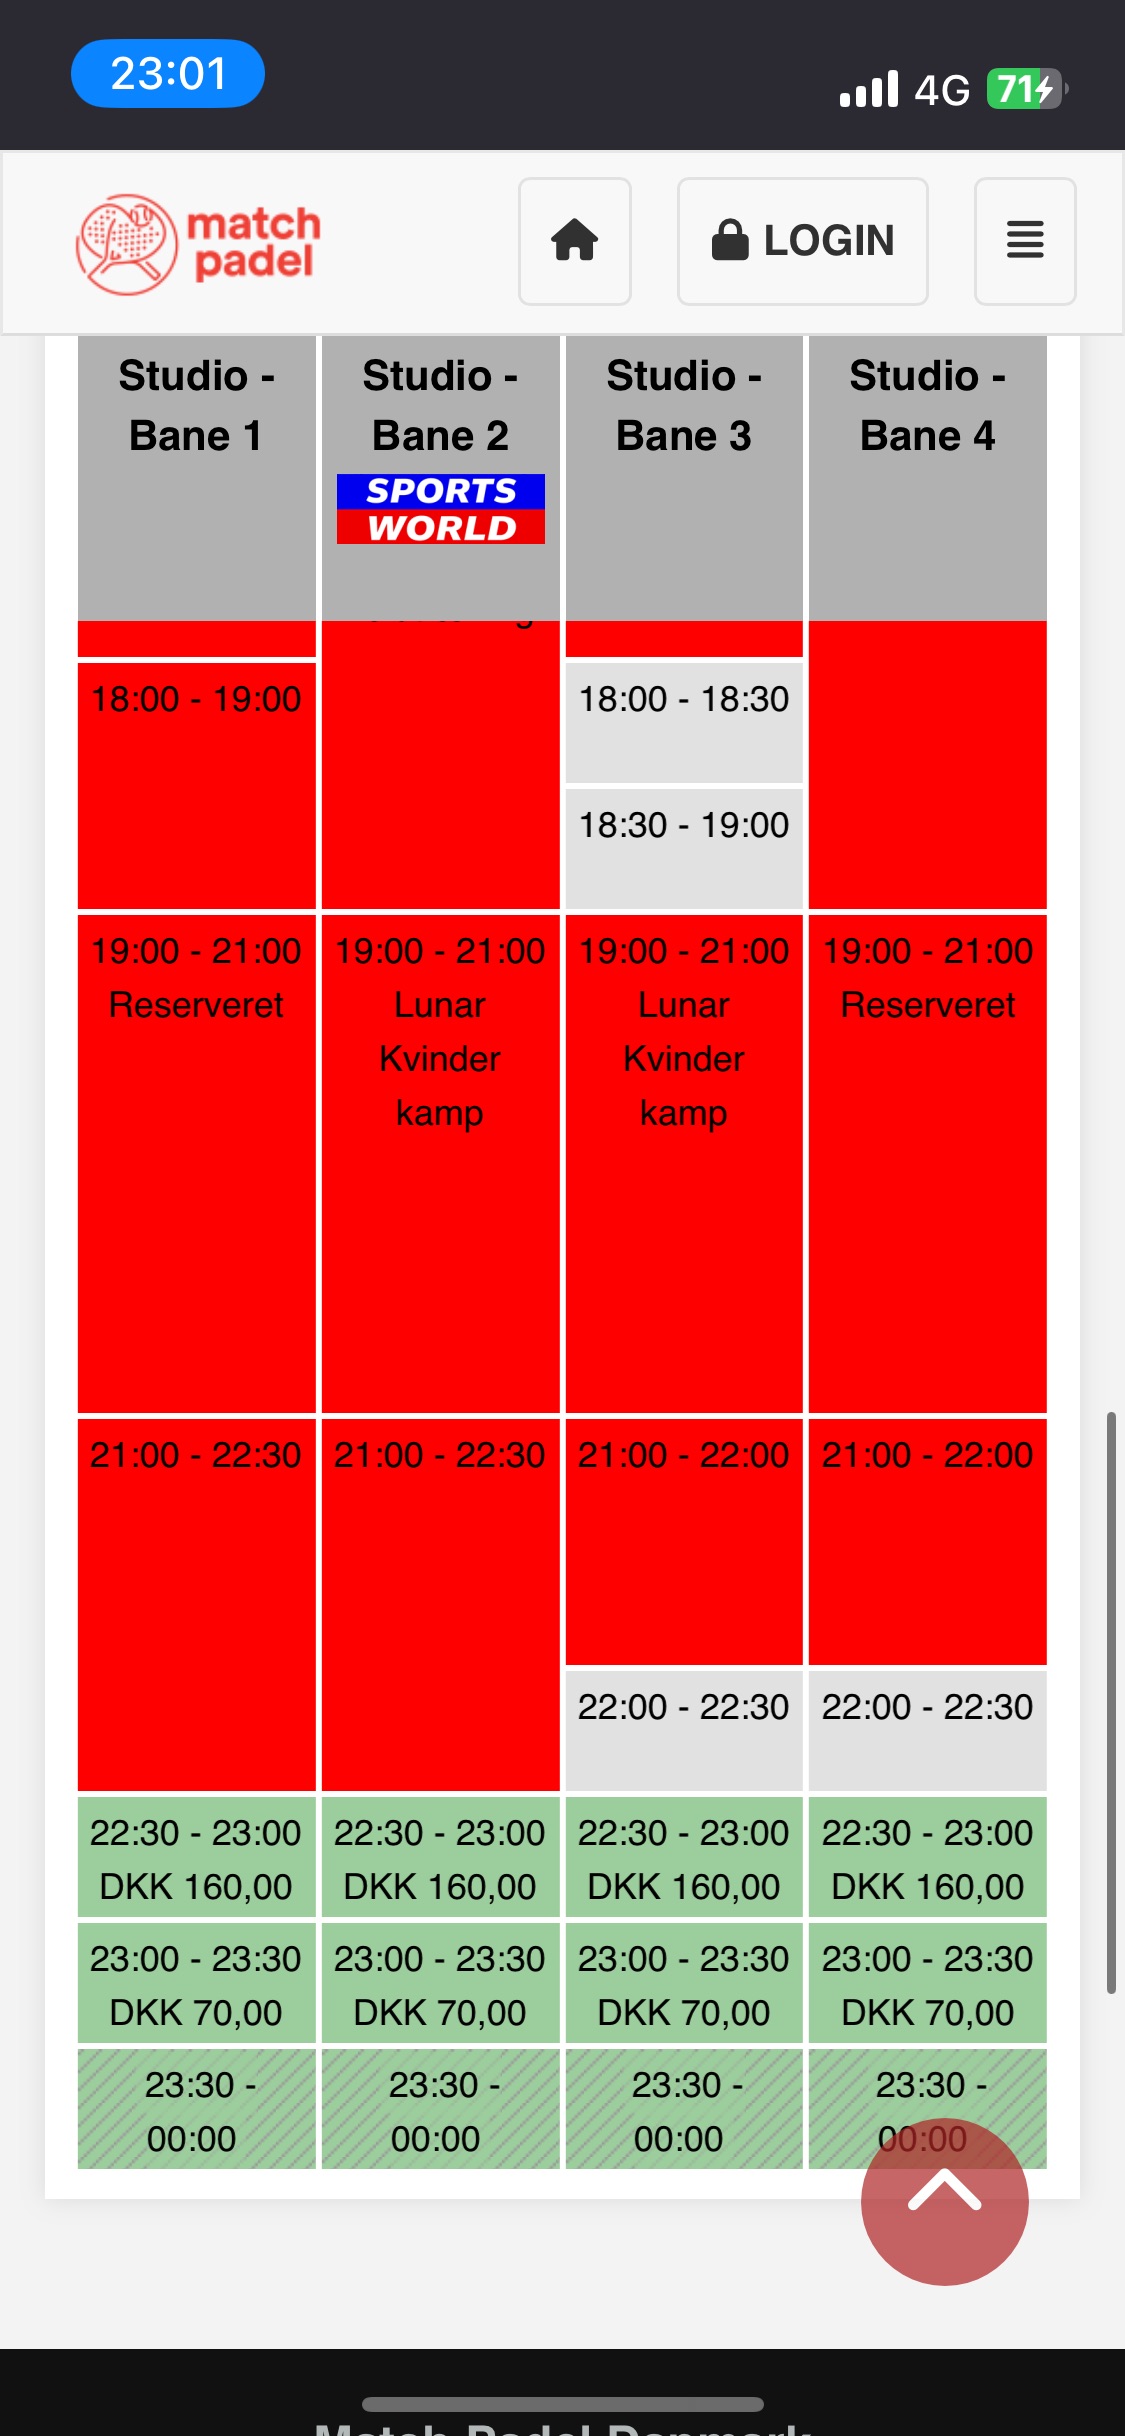 23:01
4G
71
match
padel
LOGIN
Studio -
Bane 1
Studio -
Bane 2
SPORTS
WORLD
Studio -
Bane 3
Studio -
Bane 4
18:00 - 19:00
18:00 - 18:30
18:30 - 19:00
19:00 - 21:00
Reserveret
19:00 - 21:00
Lunar
Kvinder
kamp
19:00 - 21:00
Lunar
Kvinder
kamp
19:00 - 21:00
Reserveret
21:00 - 22:30
21:00 - 22:30
21:00 - 22:00
21:00 - 22:00
22:00 - 22:30
22:00 - 22:30
22:30 - 23:00
DKK 160,00
22:30 - 23:00
DKK 160,00
22:30 - 23:00
DKK 160,00
22:30 - 23:00
DKK 160,00
23:00 - 23:30
DKK 70,00
23:00 - 23:30
DKK 70,00
23:00 - 23:30
DKK 70,00
23:00 - 23:30
DKK 70,00
23:30 -
00:00
23:30 -
00:00
23:30 -
00:00
23:30 -
00:00
Match Padel Danmark